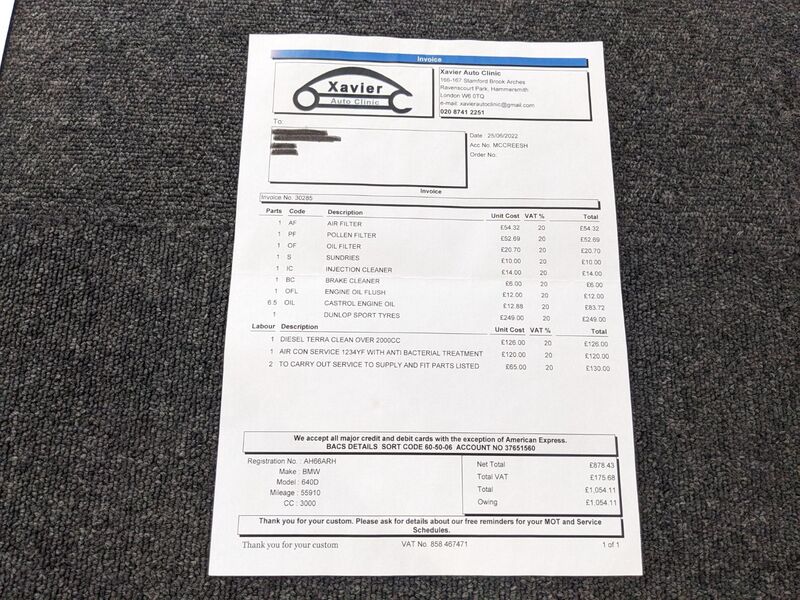 Invoice
Xavier
Auto Clinic
Xavier Auto Clinic
166-167 Stamford Brook Arches
Ravenscourt Park, Hammersmith
London W6 0TQ
e-mail: xavierautoclinic@gmail.com
020 8741 2251
To:
Date : 25/06/2022
Acc No. MCCREESH
Order No.
Invoice
Invoice No. 30285
Parts Code Description Unit Cost VAT % Total
1 AF AIR FILTER £54.32 20 £54.32
1 PF POLLEN FILTER £52.69 20 £52.69
1 OF OIL FILTER £20.70 20 £20.70
1 S SUNDRIES £10.00 20 £10.00
1 IC INJECTION CLEANER £14.00 20 £14.00
1 BC BRAKE CLEANER £6.00 20 £6.00
1 OFL ENGINE OIL FLUSH £12.00 20 £12.00
6.5 OIL CASTROL ENGINE OIL £12.88 20 £83.72
1 DUNLOP SPORT TYRES £249.00 20 £249.00
Labour Description Unit Cost VAT % Total
1 DIESEL TERRA CLEAN OVER 2000CC £126.00 20 £126.00
1 AIR CON SERVICE 1234YF WITH ANTI BACTERIAL TREATMENT £120.00 20 £120.00
2 TO CARRY OUT SERVICE TO SUPPLY AND FIT PARTS LISTED £65.00 20 £130.00
We accept all major credit and debit cards with the exception of American Express.
BACS DETAILS SORT CODE 60-50-06 ACCOUNT NO 37651560
Registration No. : AH66ARH
Make : BMW
Model : 640D
Mileage : 55910
CC : 3000
Net Total £878.43
Total VAT £175.68
Total £1,054.11
Owing £1,054.11
Thank you for your custom. Please ask for details about our free reminders for your MOT and Service
Schedules.
Thank you for your custom VAT No. 858 467471 1 of 1